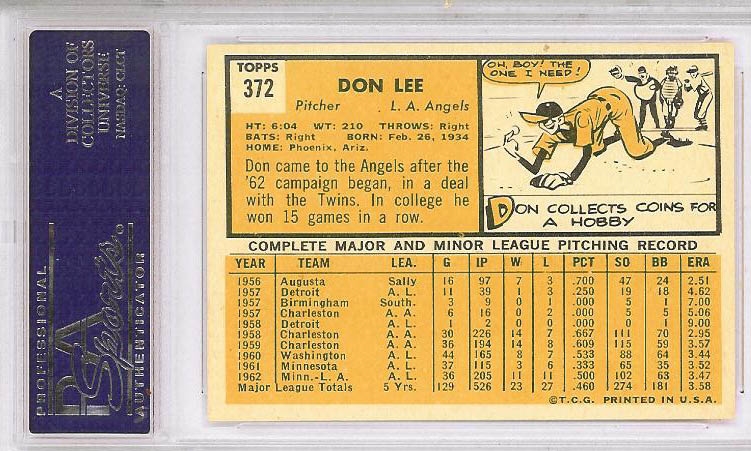 A
DIVISION OF
COLLECTORS
UNIVERSE
NASDAQ: CLCT
PROFESSIONAL
PSA
Sports
AUTHENTICATOR
TOPPS
372
DON LEE
Pitcher L. A. Angels
HT: 6:04 WT: 210 THROWS: Right
BATS: Right BORN: Feb. 26, 1934
HOME: Phoenix, Ariz.
Don came to the Angels after the
'62 campaign began, in a deal
with the Twins. In college he
won 15 games in a row.
OH, BOY! THE
ONE I NEED!
DON COLLECTS COINS FOR
A HOBBY
COMPLETE MAJOR AND MINOR LEAGUE PITCHING RECORD
YEAR TEAM LEA. G IP W L PCT SO BB ERA
1956 Augusta Sally 16 97 7 3 .700 47 24 2.51
1957 Detroit A. L. 11 39 1 3 .250 19 18 4.62
1957 Birmingham South. 3 9 0 1 .000 5 1 7.00
1957 Charleston A. A. 6 16 0 2 .000 5 5 5.06
1958 Detroit A. L. 1 2 0 0 .000 0 1 9.00
1958 Charleston A. A. 30 226 14 7 .667 111 70 2.95
1959 Charleston A. A. 36 194 14 9 .609 115 59 3.57
1960 Washington A. L. 44 165 8 7 .533 88 64 3.44
1961 Minnesota A. L. 37 115 3 6 .333 65 35 3.52
1962 Minn.-L. A. A. L. 36 205 11 11 .500 102 63 3.47
Major League Totals 5 Yrs. 129 526 23 27 .460 274 181 3.58
©T.C.G. PRINTED IN U.S.A.